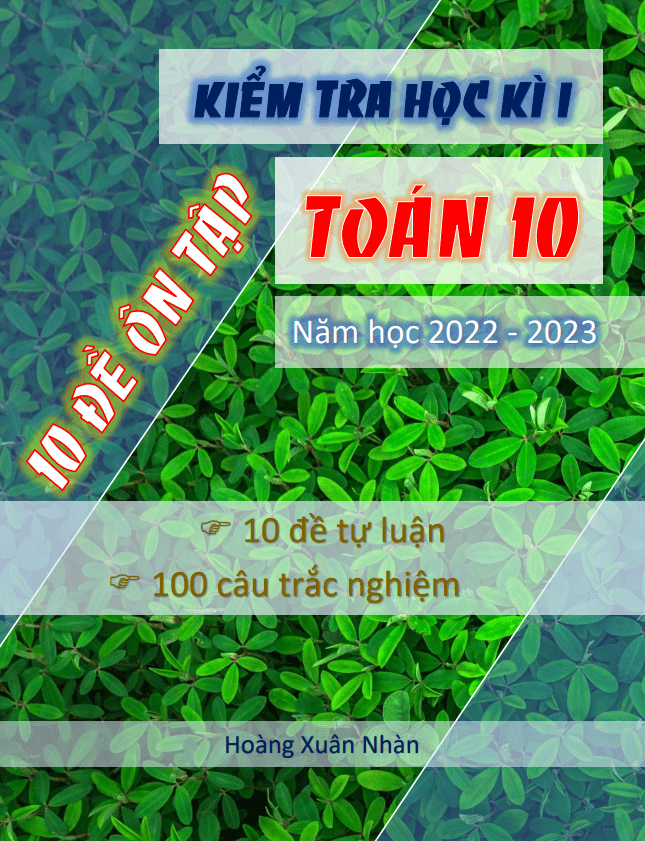 KIỂM TRA HỌC KÌ I
TOÁN 10
Năm học 2022 - 2023
10 ĐỀ ÔN TẬP
☞ 10 đề tự luận
☞ 100 câu trắc nghiệm
Hoàng Xuân Nhàn